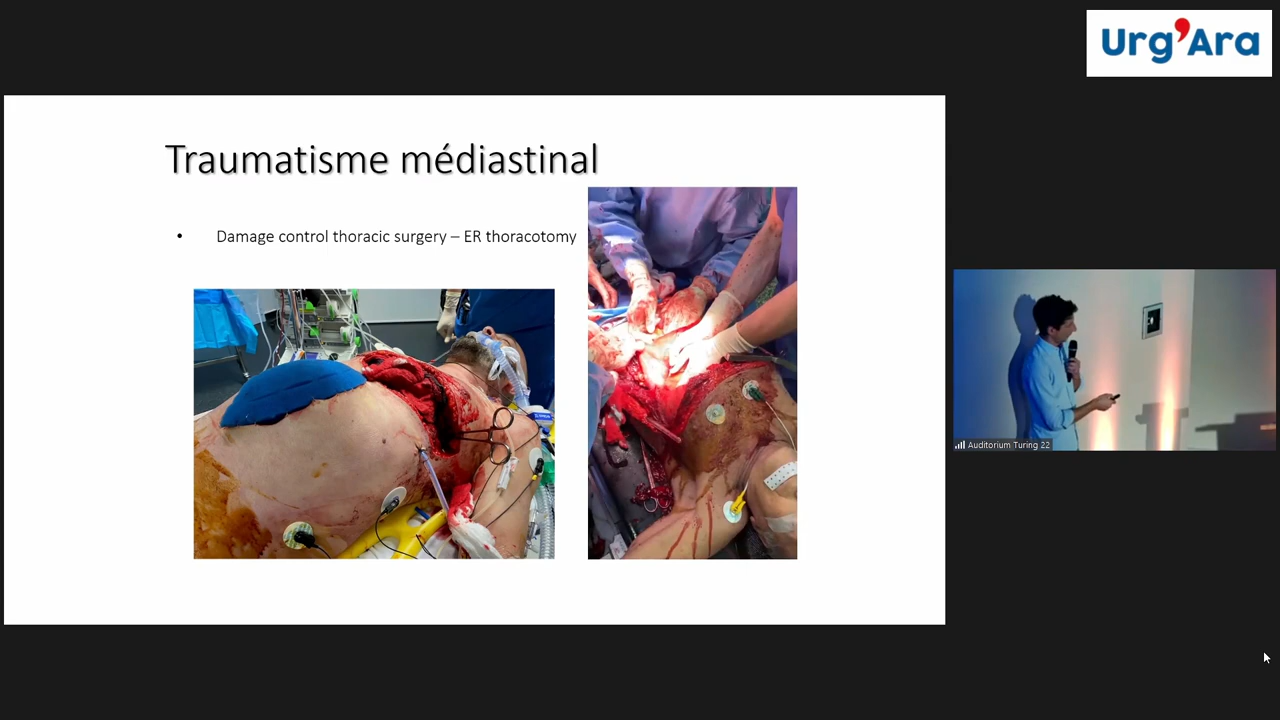 Urg'Ara
Traumatisme médiastinal
• Damage control thoracic surgery – ER thoracotomy
Auditorium Turing 22